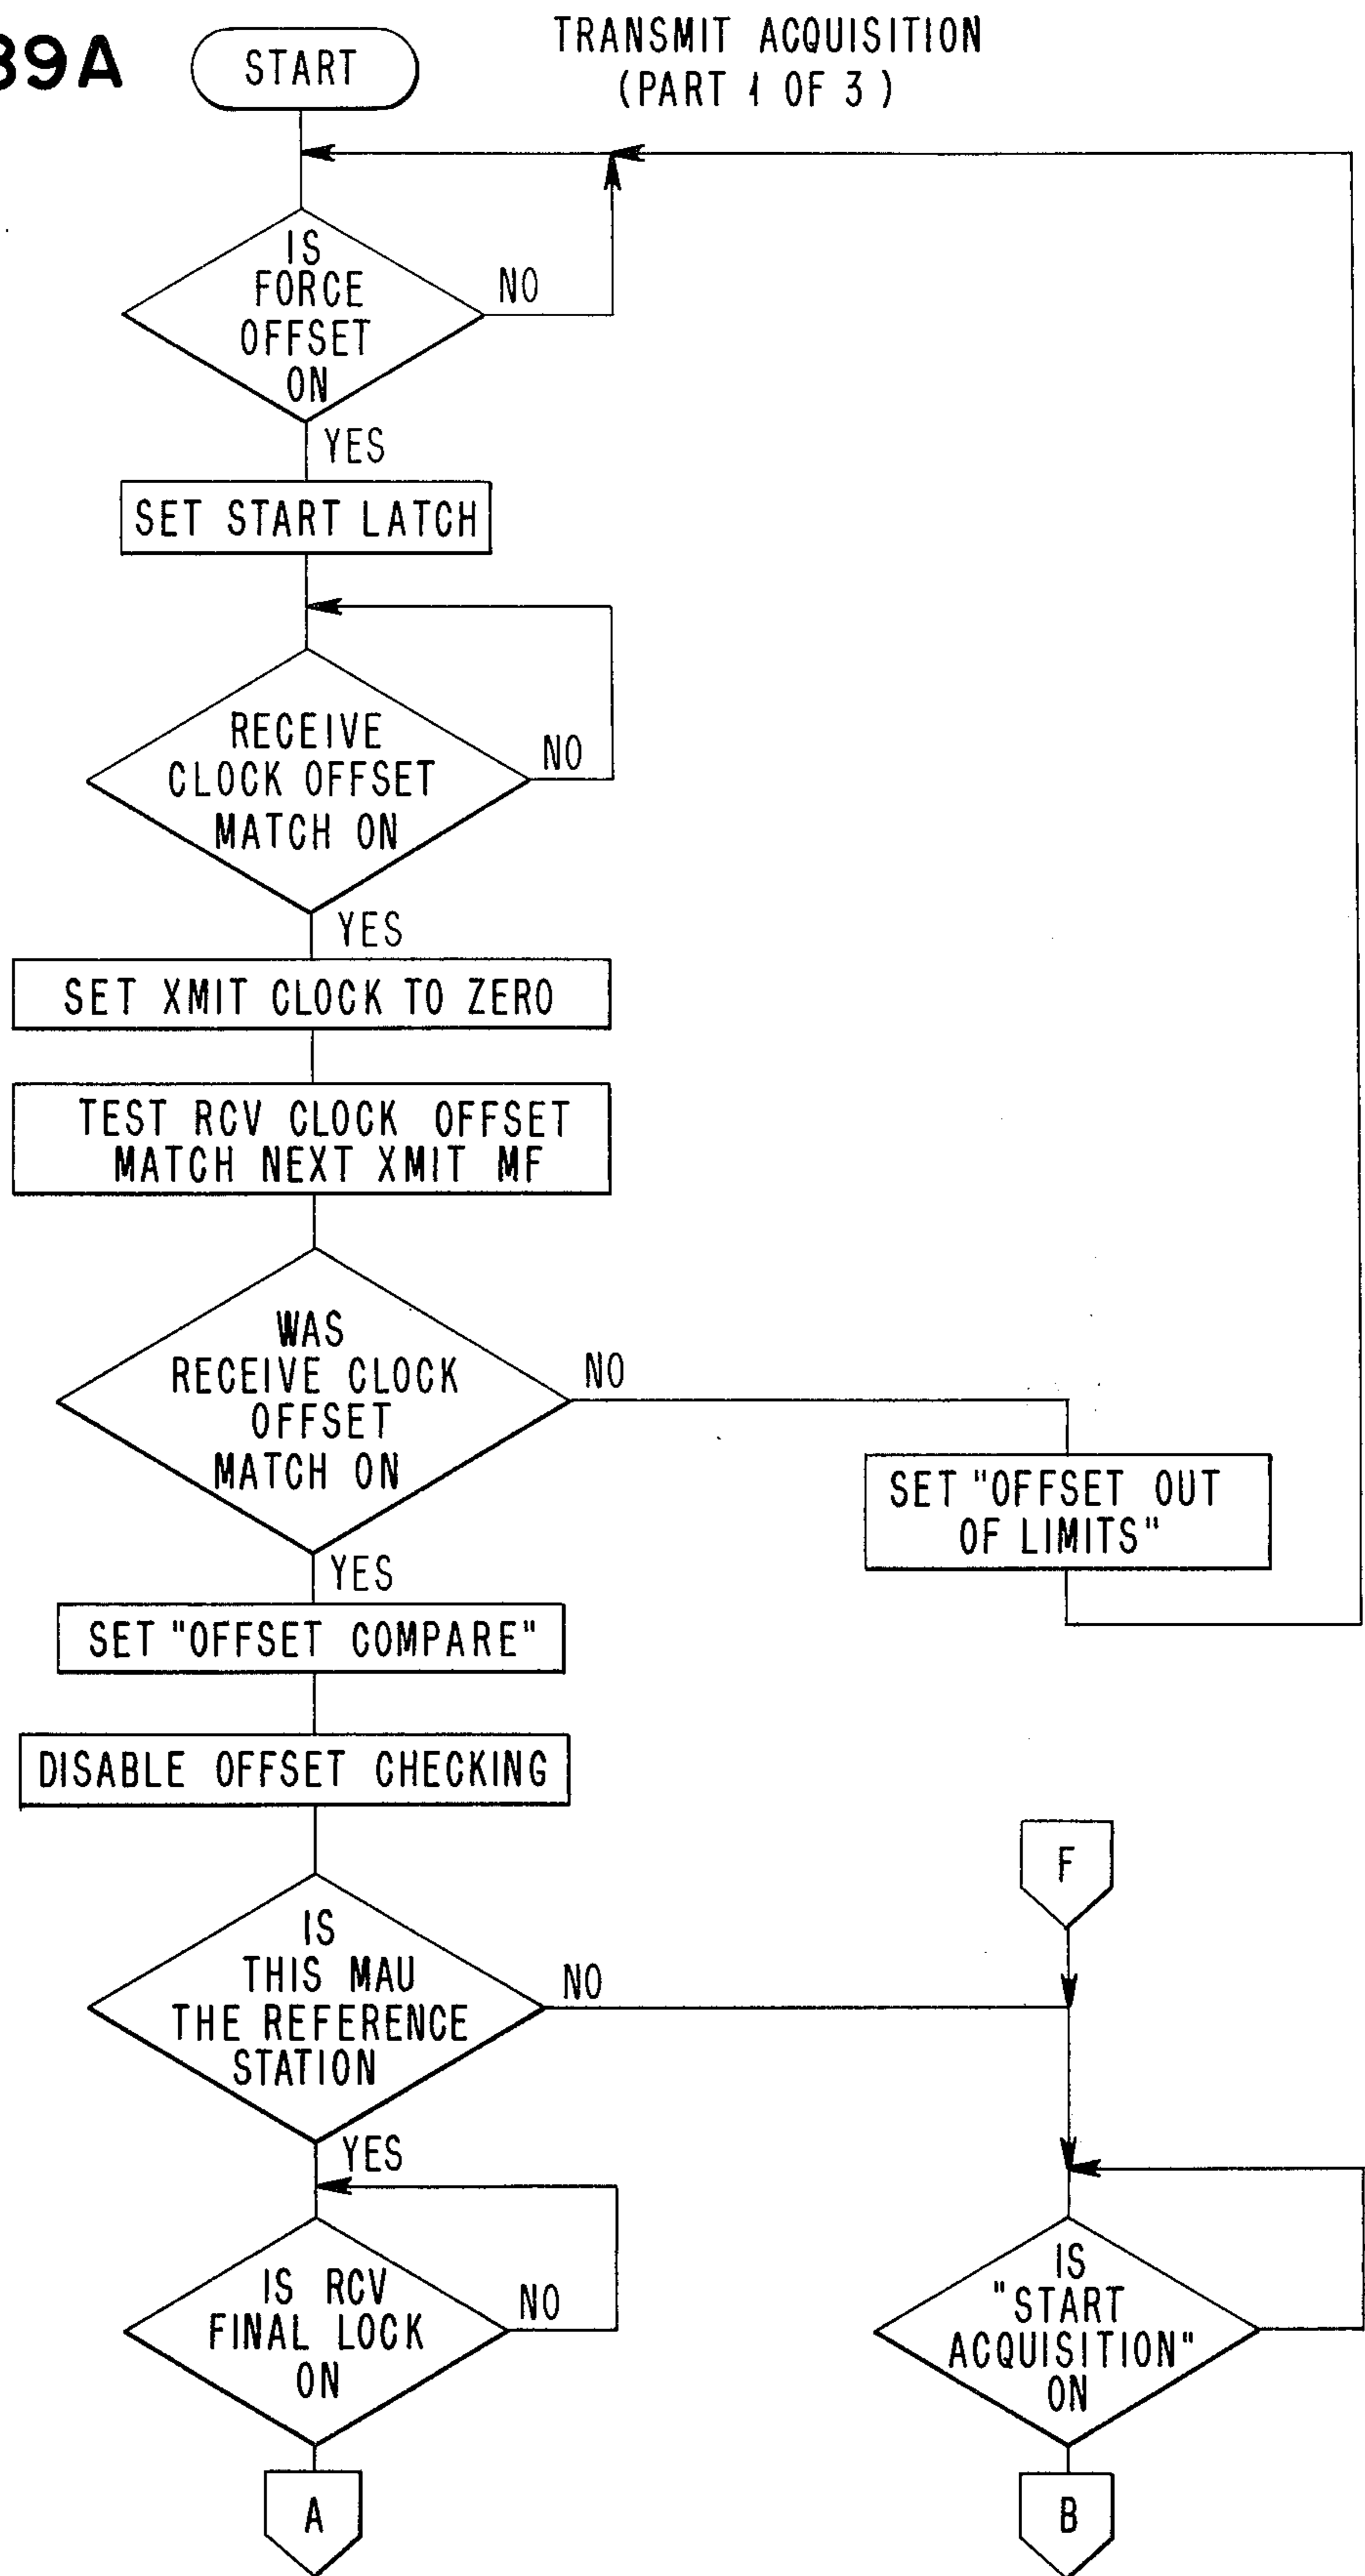 39A
START
TRANSMIT ACQUISITION
(PART 1 OF 3)
IS
FORCE
OFFSET
ON
NO
YES
SET START LATCH
RECEIVE
CLOCK OFFSET
MATCH ON
NO
YES
SET XMIT CLOCK TO ZERO
TEST RCV CLOCK OFFSET
MATCH NEXT XMIT MF
WAS
RECEIVE CLOCK
OFFSET
MATCH ON
NO
SET "OFFSET OUT
OF LIMITS"
YES
SET "OFFSET COMPARE"
DISABLE OFFSET CHECKING
F
IS
THIS MAU
THE REFERENCE
STATION
NO
YES
IS RCV
FINAL LOCK
ON
NO
IS
"START
ACQUISITION"
ON
A
B